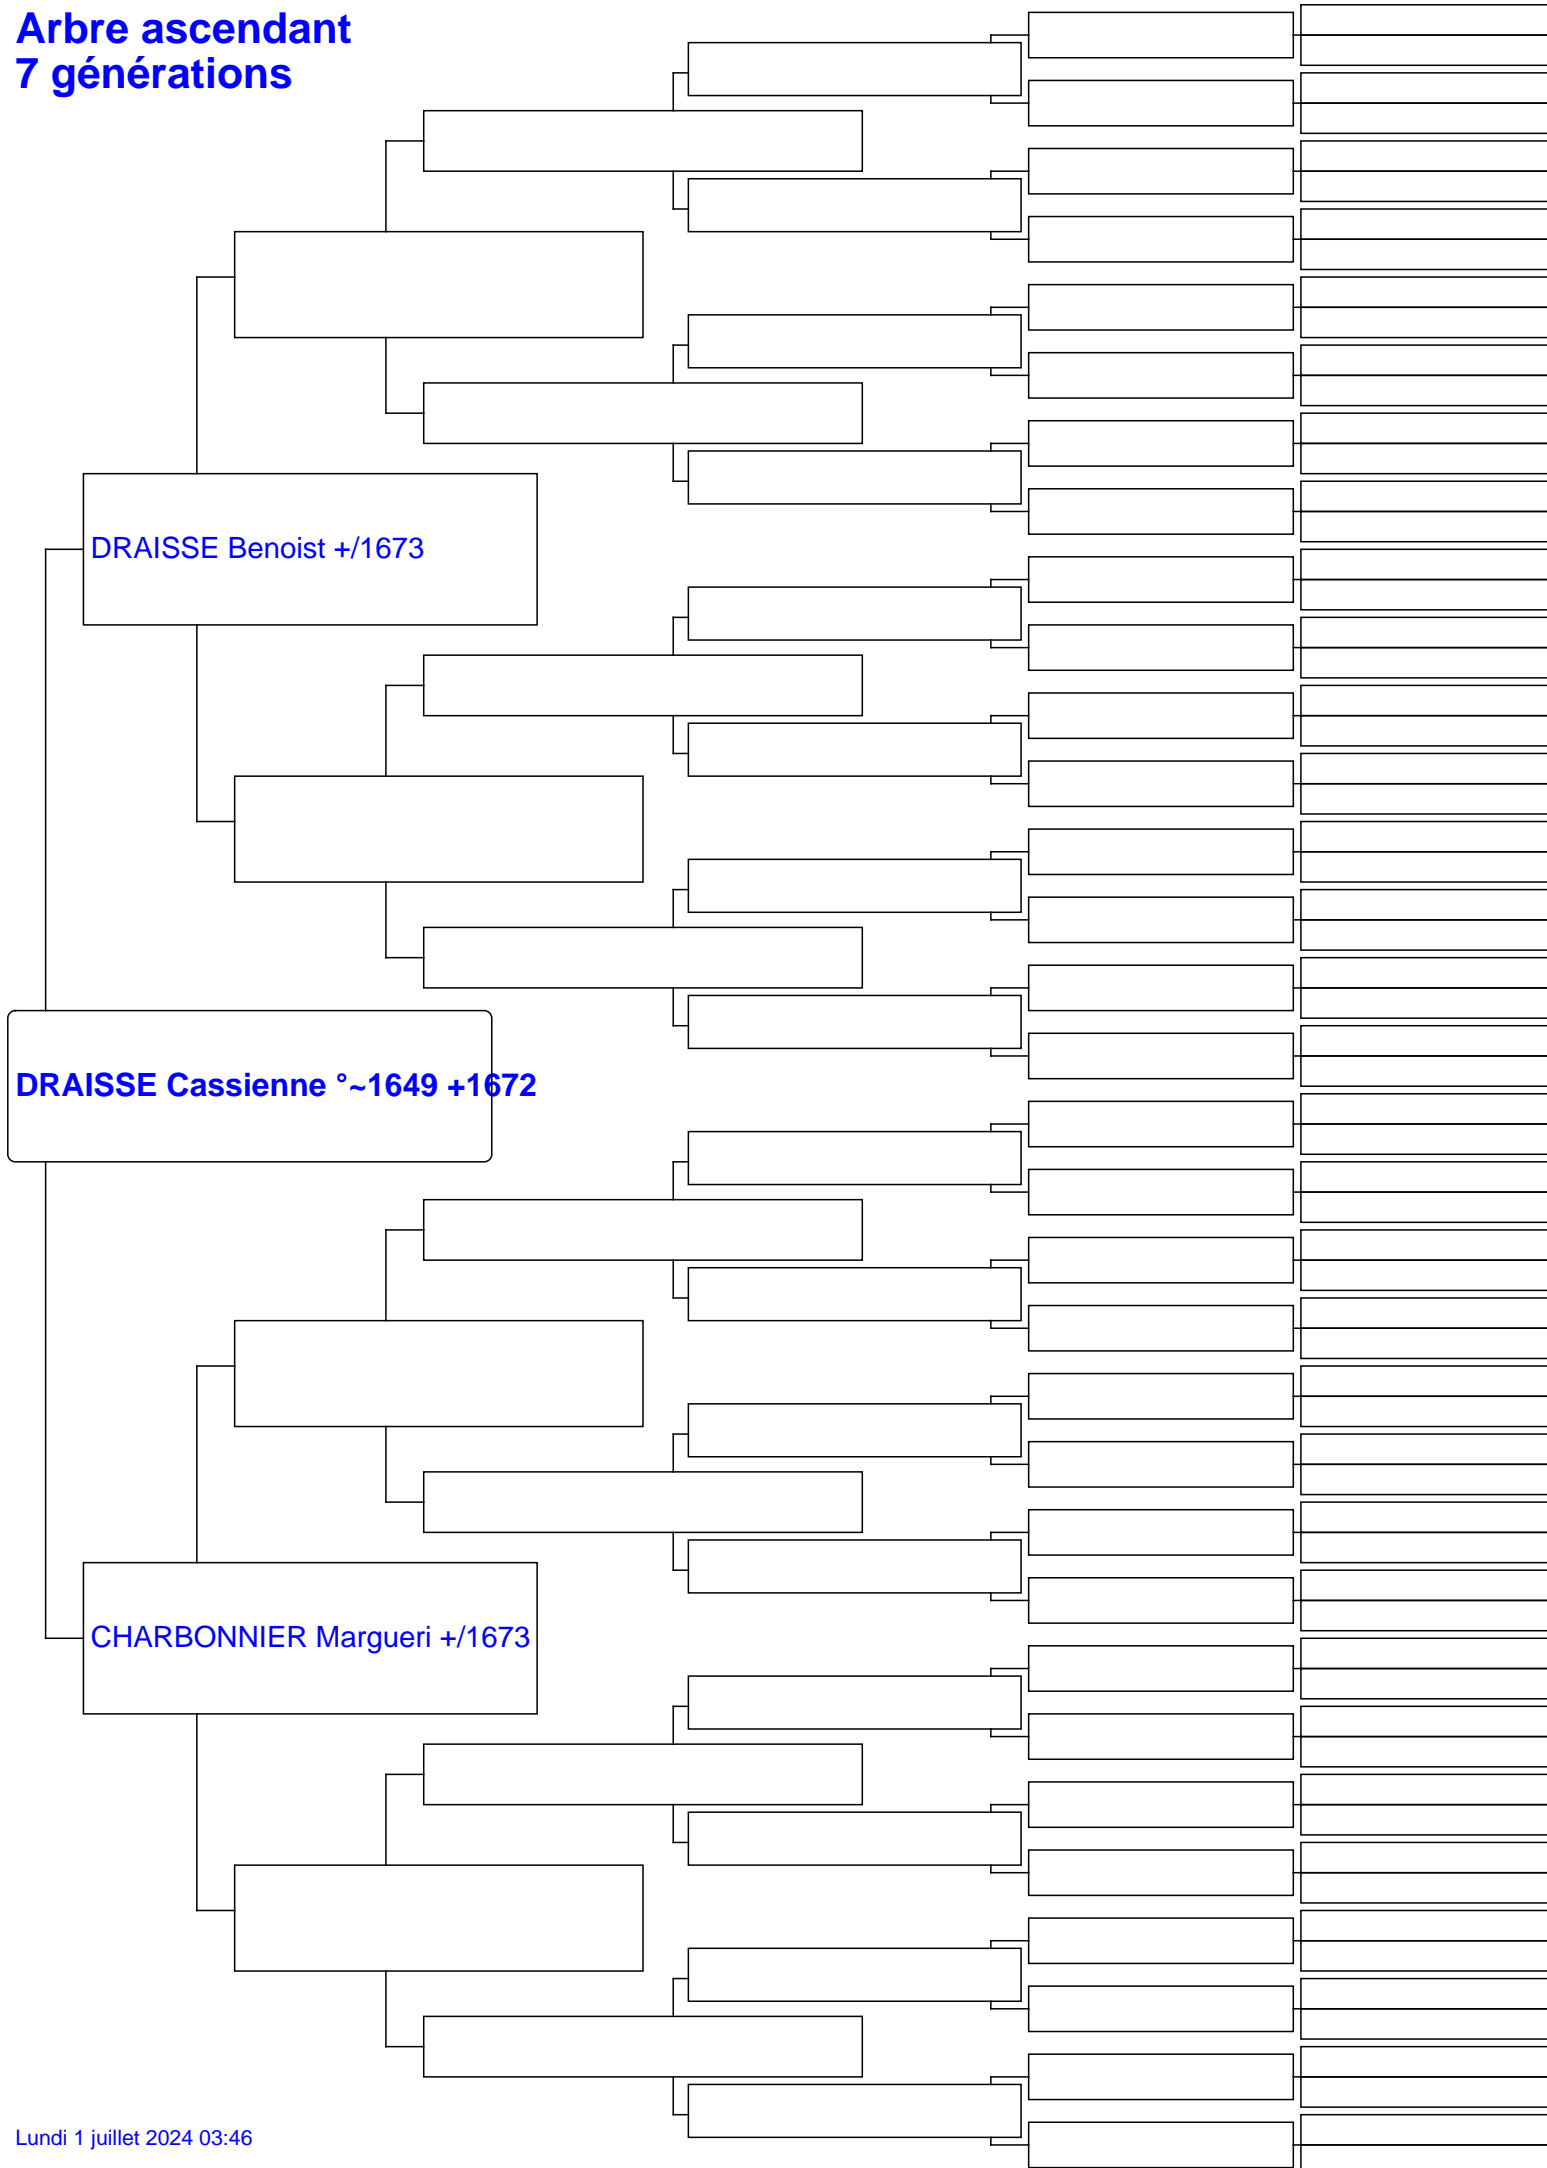 Arbre ascendant
7 générations
DRAISSE Benoist +/1673
DRAISSE Cassienne °~1649 +1672
CHARBONNIER Margueri +/1673
Lundi 1 juillet 2024 03:46